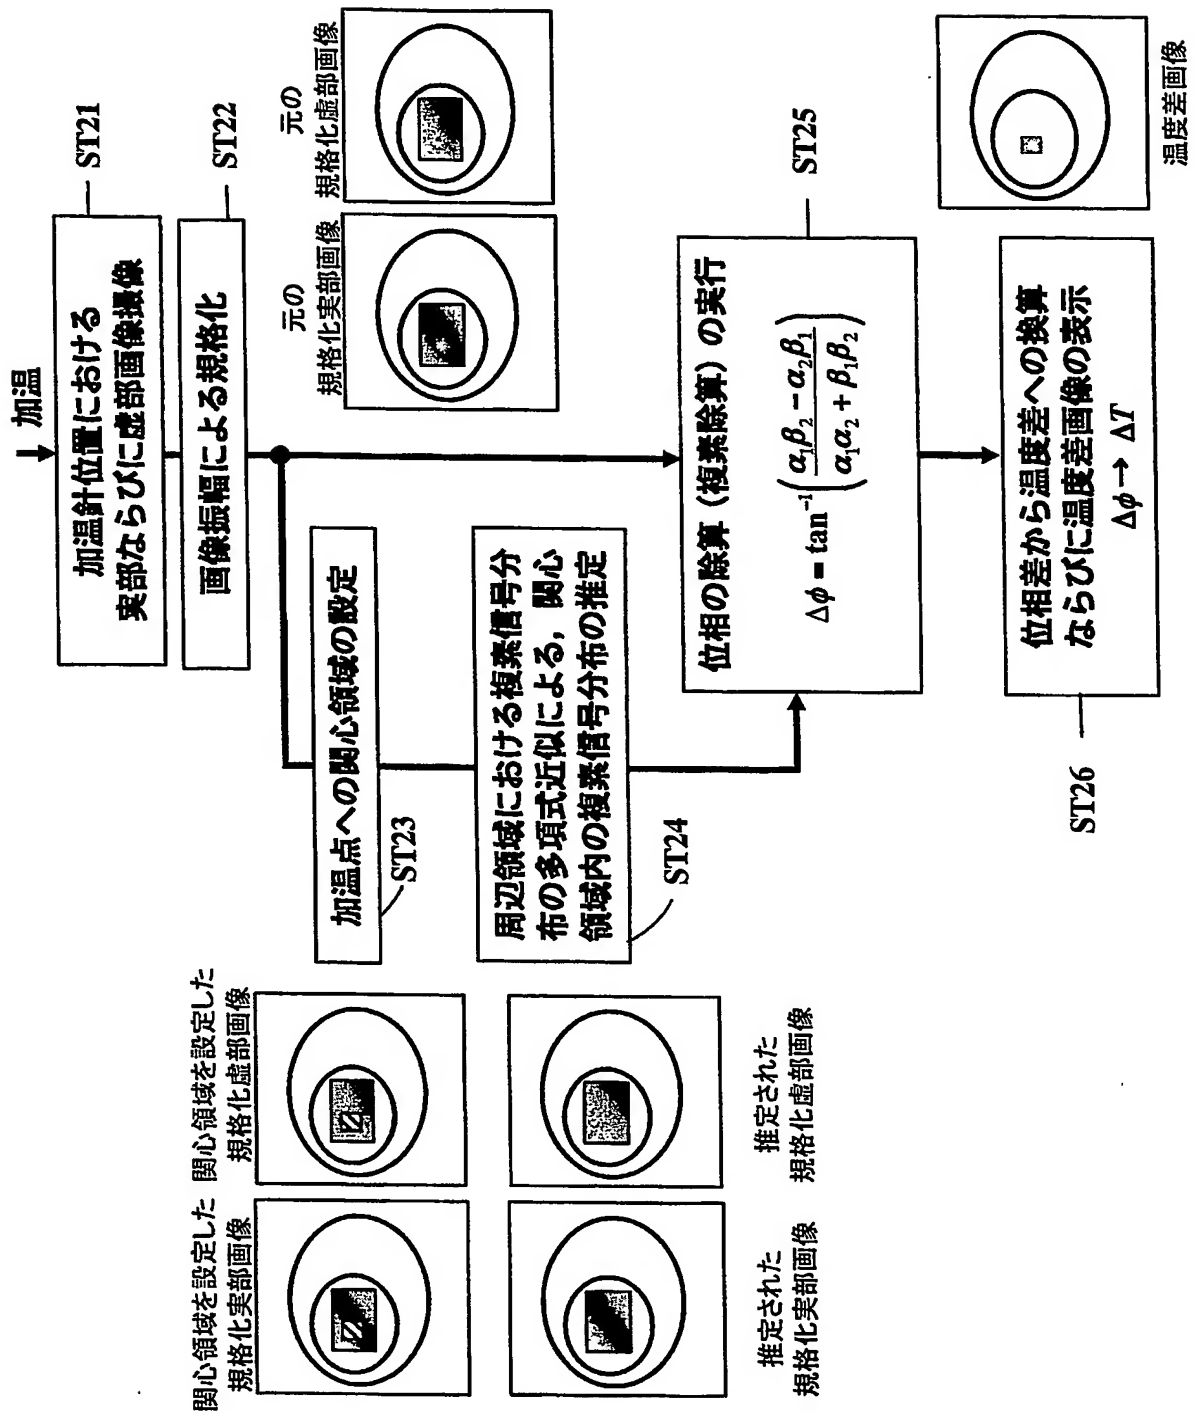 加温
加温針位置における
実部ならびに虚部画像撮像
ST21
画像振幅による規格化
ST22
元の
規格化実部画像
元の
規格化虚部画像
加温点への関心領域の設定
ST23
関心領域を設定した
規格化実部画像
関心領域を設定した
規格化虚部画像
周辺領域における複素信号分
布の多項式近似による，関心
領域内の複素信号分布の推定
ST24
推定された
規格化実部画像
推定された
規格化虚部画像
位相の除算（複素除算）の実行
Δϕ = tan⁻¹((α₁β₂ − α₂β₁)/(α₁α₂ + β₁β₂))
ST25
位相差から温度差への換算
ならびに温度差画像の表示
Δϕ → ΔT
ST26
温度差画像